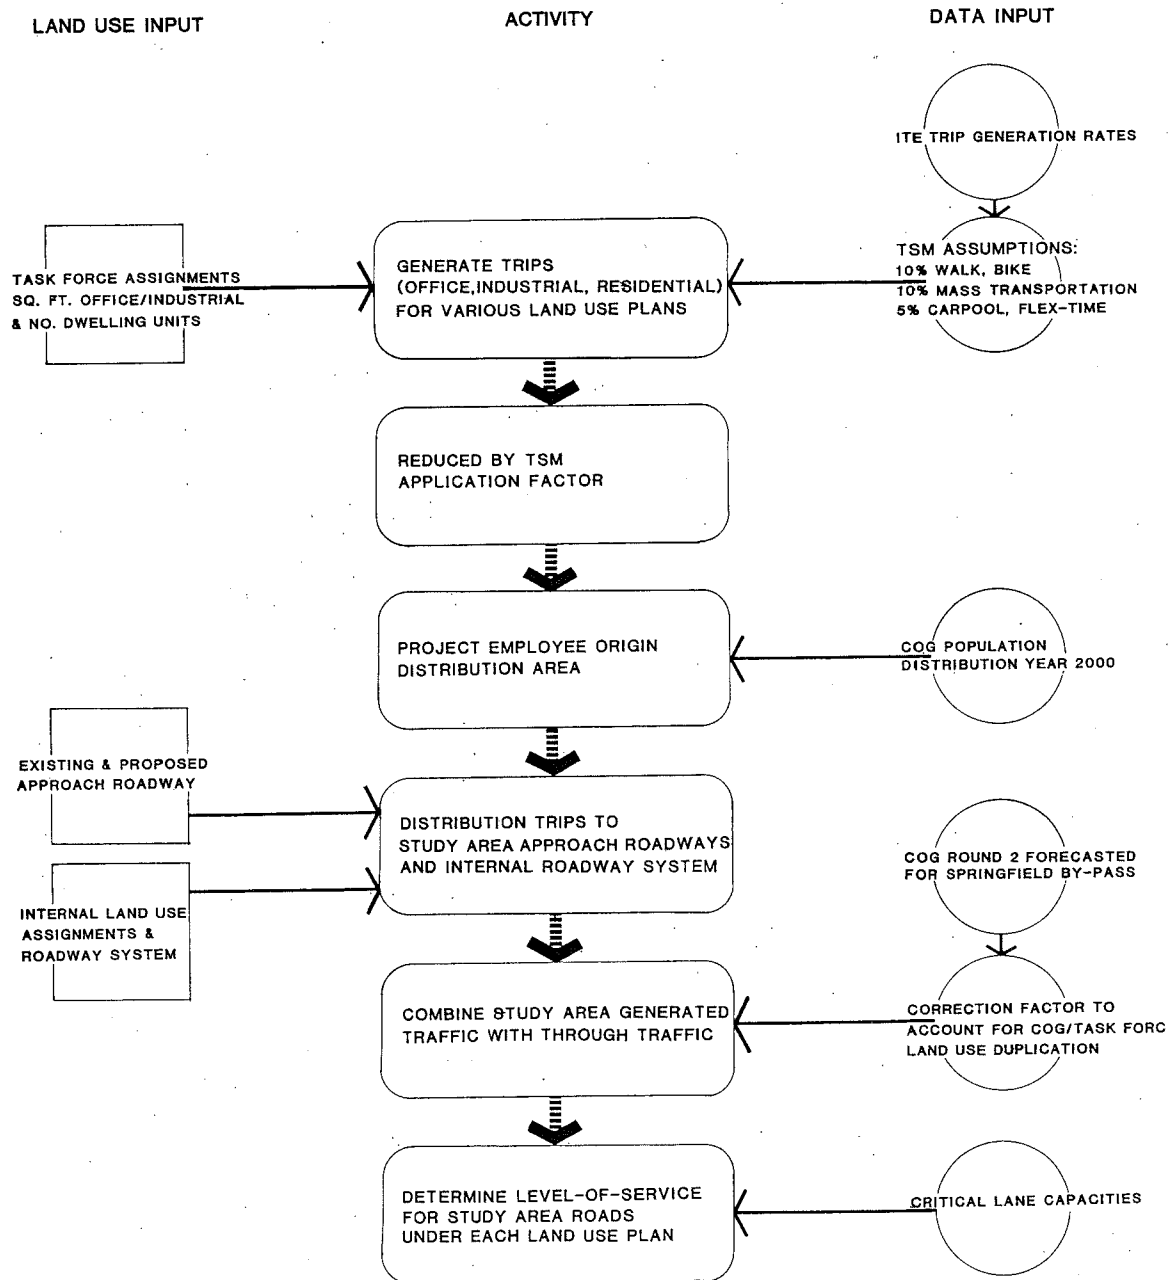 LAND USE INPUT
ACTIVITY
DATA INPUT
ITE TRIP GENERATION RATES
TASK FORCE ASSIGNMENTS
SQ. FT. OFFICE/INDUSTRIAL
& NO. DWELLING UNITS
GENERATE TRIPS
(OFFICE,INDUSTRIAL, RESIDENTIAL)
FOR VARIOUS LAND USE PLANS
TSM ASSUMPTIONS:
10% WALK, BIKE
10% MASS TRANSPORTATION
5% CARPOOL, FLEX-TIME
REDUCED BY TSM
APPLICATION FACTOR
PROJECT EMPLOYEE ORIGIN
DISTRIBUTION AREA
COG POPULATION
DISTRIBUTION YEAR 2000
EXISTING & PROPOSED
APPROACH ROADWAY
INTERNAL LAND USE
ASSIGNMENTS &
ROADWAY SYSTEM
DISTRIBUTION TRIPS TO
STUDY AREA APPROACH ROADWAYS
AND INTERNAL ROADWAY SYSTEM
COG ROUND 2 FORECASTED
FOR SPRINGFIELD BY-PASS
COMBINE STUDY AREA GENERATED
TRAFFIC WITH THROUGH TRAFFIC
CORRECTION FACTOR TO
ACCOUNT FOR COG/TASK FORC
LAND USE DUPLICATION
DETERMINE LEVEL-OF-SERVICE
FOR STUDY AREA ROADS
UNDER EACH LAND USE PLAN
CRITICAL LANE CAPACITIES